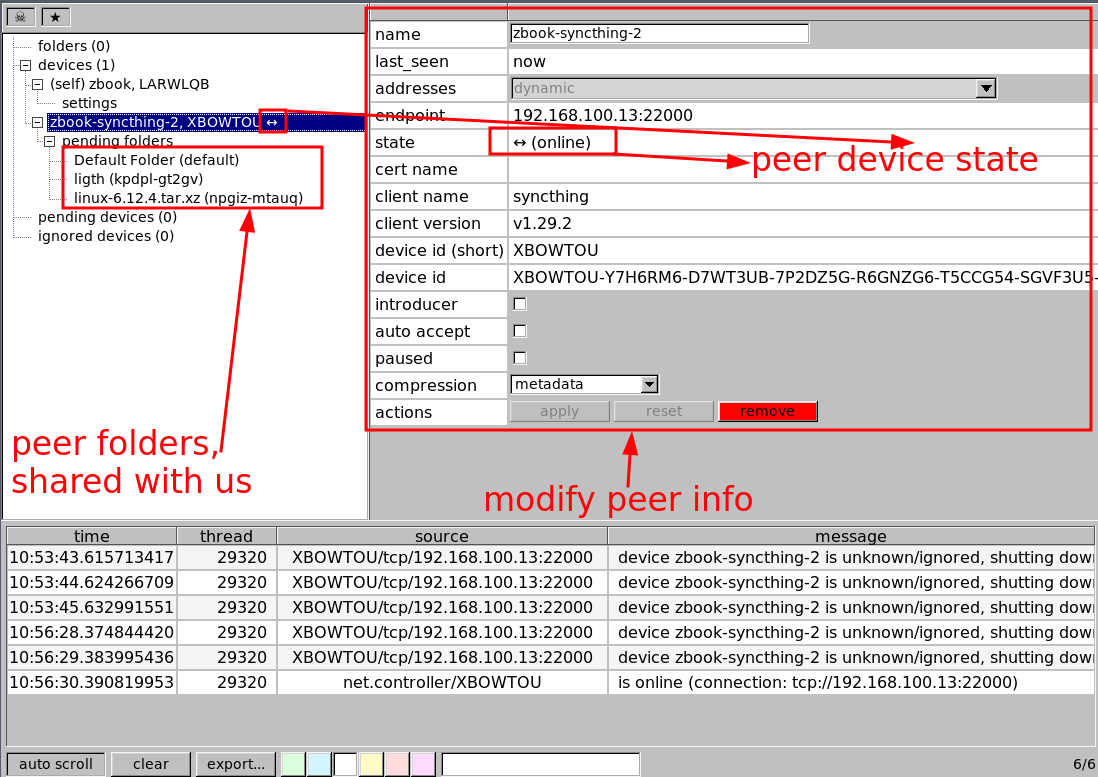 folders (0)
devices (1)
(self) zbook, LARWLQB
settings
zbook-syncthing-2, XBOWTOU ↔
pending folders
Default Folder (default)
ligth (kpdpl-gt2gv)
linux-6.12.4.tar.xz (npgiz-mtauq)
pending devices (0)
ignored devices (0)
peer folders,
shared with us
name zbook-syncthing-2
last_seen now
addresses dynamic
endpoint 192.168.100.13:22000
state ↔ (online)
peer device state
cert name
client name syncthing
client version v1.29.2
device id (short) XBOWTOU
device id XBOWTOU-Y7H6RM6-D7WT3UB-7P2DZ5G-R6GNZG6-T5CCG54-SGVF3U5-
introducer
auto accept
paused
compression metadata
actions apply reset remove
modify peer info
time thread source message
10:53:43.615713417 29320 XBOWTOU/tcp/192.168.100.13:22000 device zbook-syncthing-2 is unknown/ignored, shutting down
10:53:44.624266709 29320 XBOWTOU/tcp/192.168.100.13:22000 device zbook-syncthing-2 is unknown/ignored, shutting down
10:53:45.632991551 29320 XBOWTOU/tcp/192.168.100.13:22000 device zbook-syncthing-2 is unknown/ignored, shutting down
10:56:28.374844420 29320 XBOWTOU/tcp/192.168.100.13:22000 device zbook-syncthing-2 is unknown/ignored, shutting down
10:56:29.383995436 29320 XBOWTOU/tcp/192.168.100.13:22000 device zbook-syncthing-2 is unknown/ignored, shutting down
10:56:30.390819953 29320 net.controller/XBOWTOU is online (connection: tcp://192.168.100.13:22000)
auto scroll clear export... 6/6